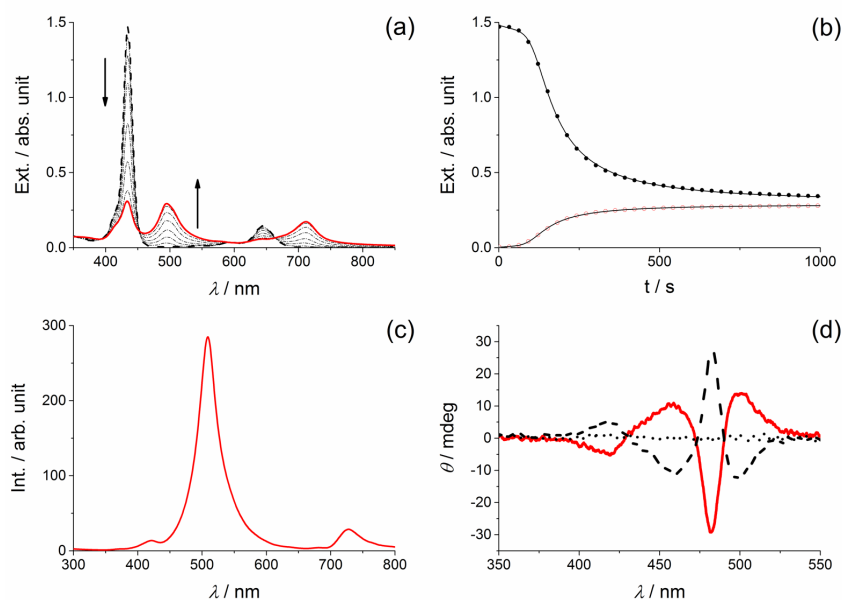 (a)
Ext. / abs. unit
1.5
1.0
0.5
0.0
400 500 600 700 800
λ / nm
(b)
Ext. / abs. unit
1.5
1.0
0.5
0.0
0 500 1000
t / s
(c)
Int. / arb. unit
300
200
100
0
300 400 500 600 700 800
λ / nm
(d)
θ / mdeg
30
20
10
0
-10
-20
-30
350 400 450 500 550
λ / nm